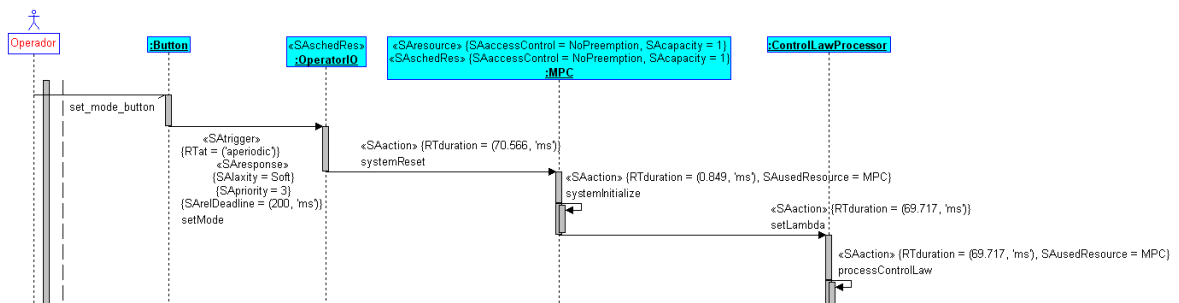 Operador
:Button
«SAschedRes»
:OperatorIO
«SAresource» {SAaccessControl = NoPreemption, SAcapacity = 1}
«SAschedRes» {SAaccessControl = NoPreemption, SAcapacity = 1}
:MPC
:ControlLawProcessor
set_mode_button
«SAtrigger»
{RTat = ('aperiodic')}
«SAresponse»
{SAlaxity = Soft}
{SApriority = 3}
{SArelDeadline = (200, 'ms')}
setMode
«SAaction» {RTduration = (70.566, 'ms')}
systemReset
«SAaction» {RTduration = (0.849, 'ms'), SAusedResource = MPC}
systemInitialize
«SAaction» {RTduration = (69.717, 'ms')}
setLambda
«SAaction» {RTduration = (69.717, 'ms'), SAusedResource = MPC}
processControlLaw